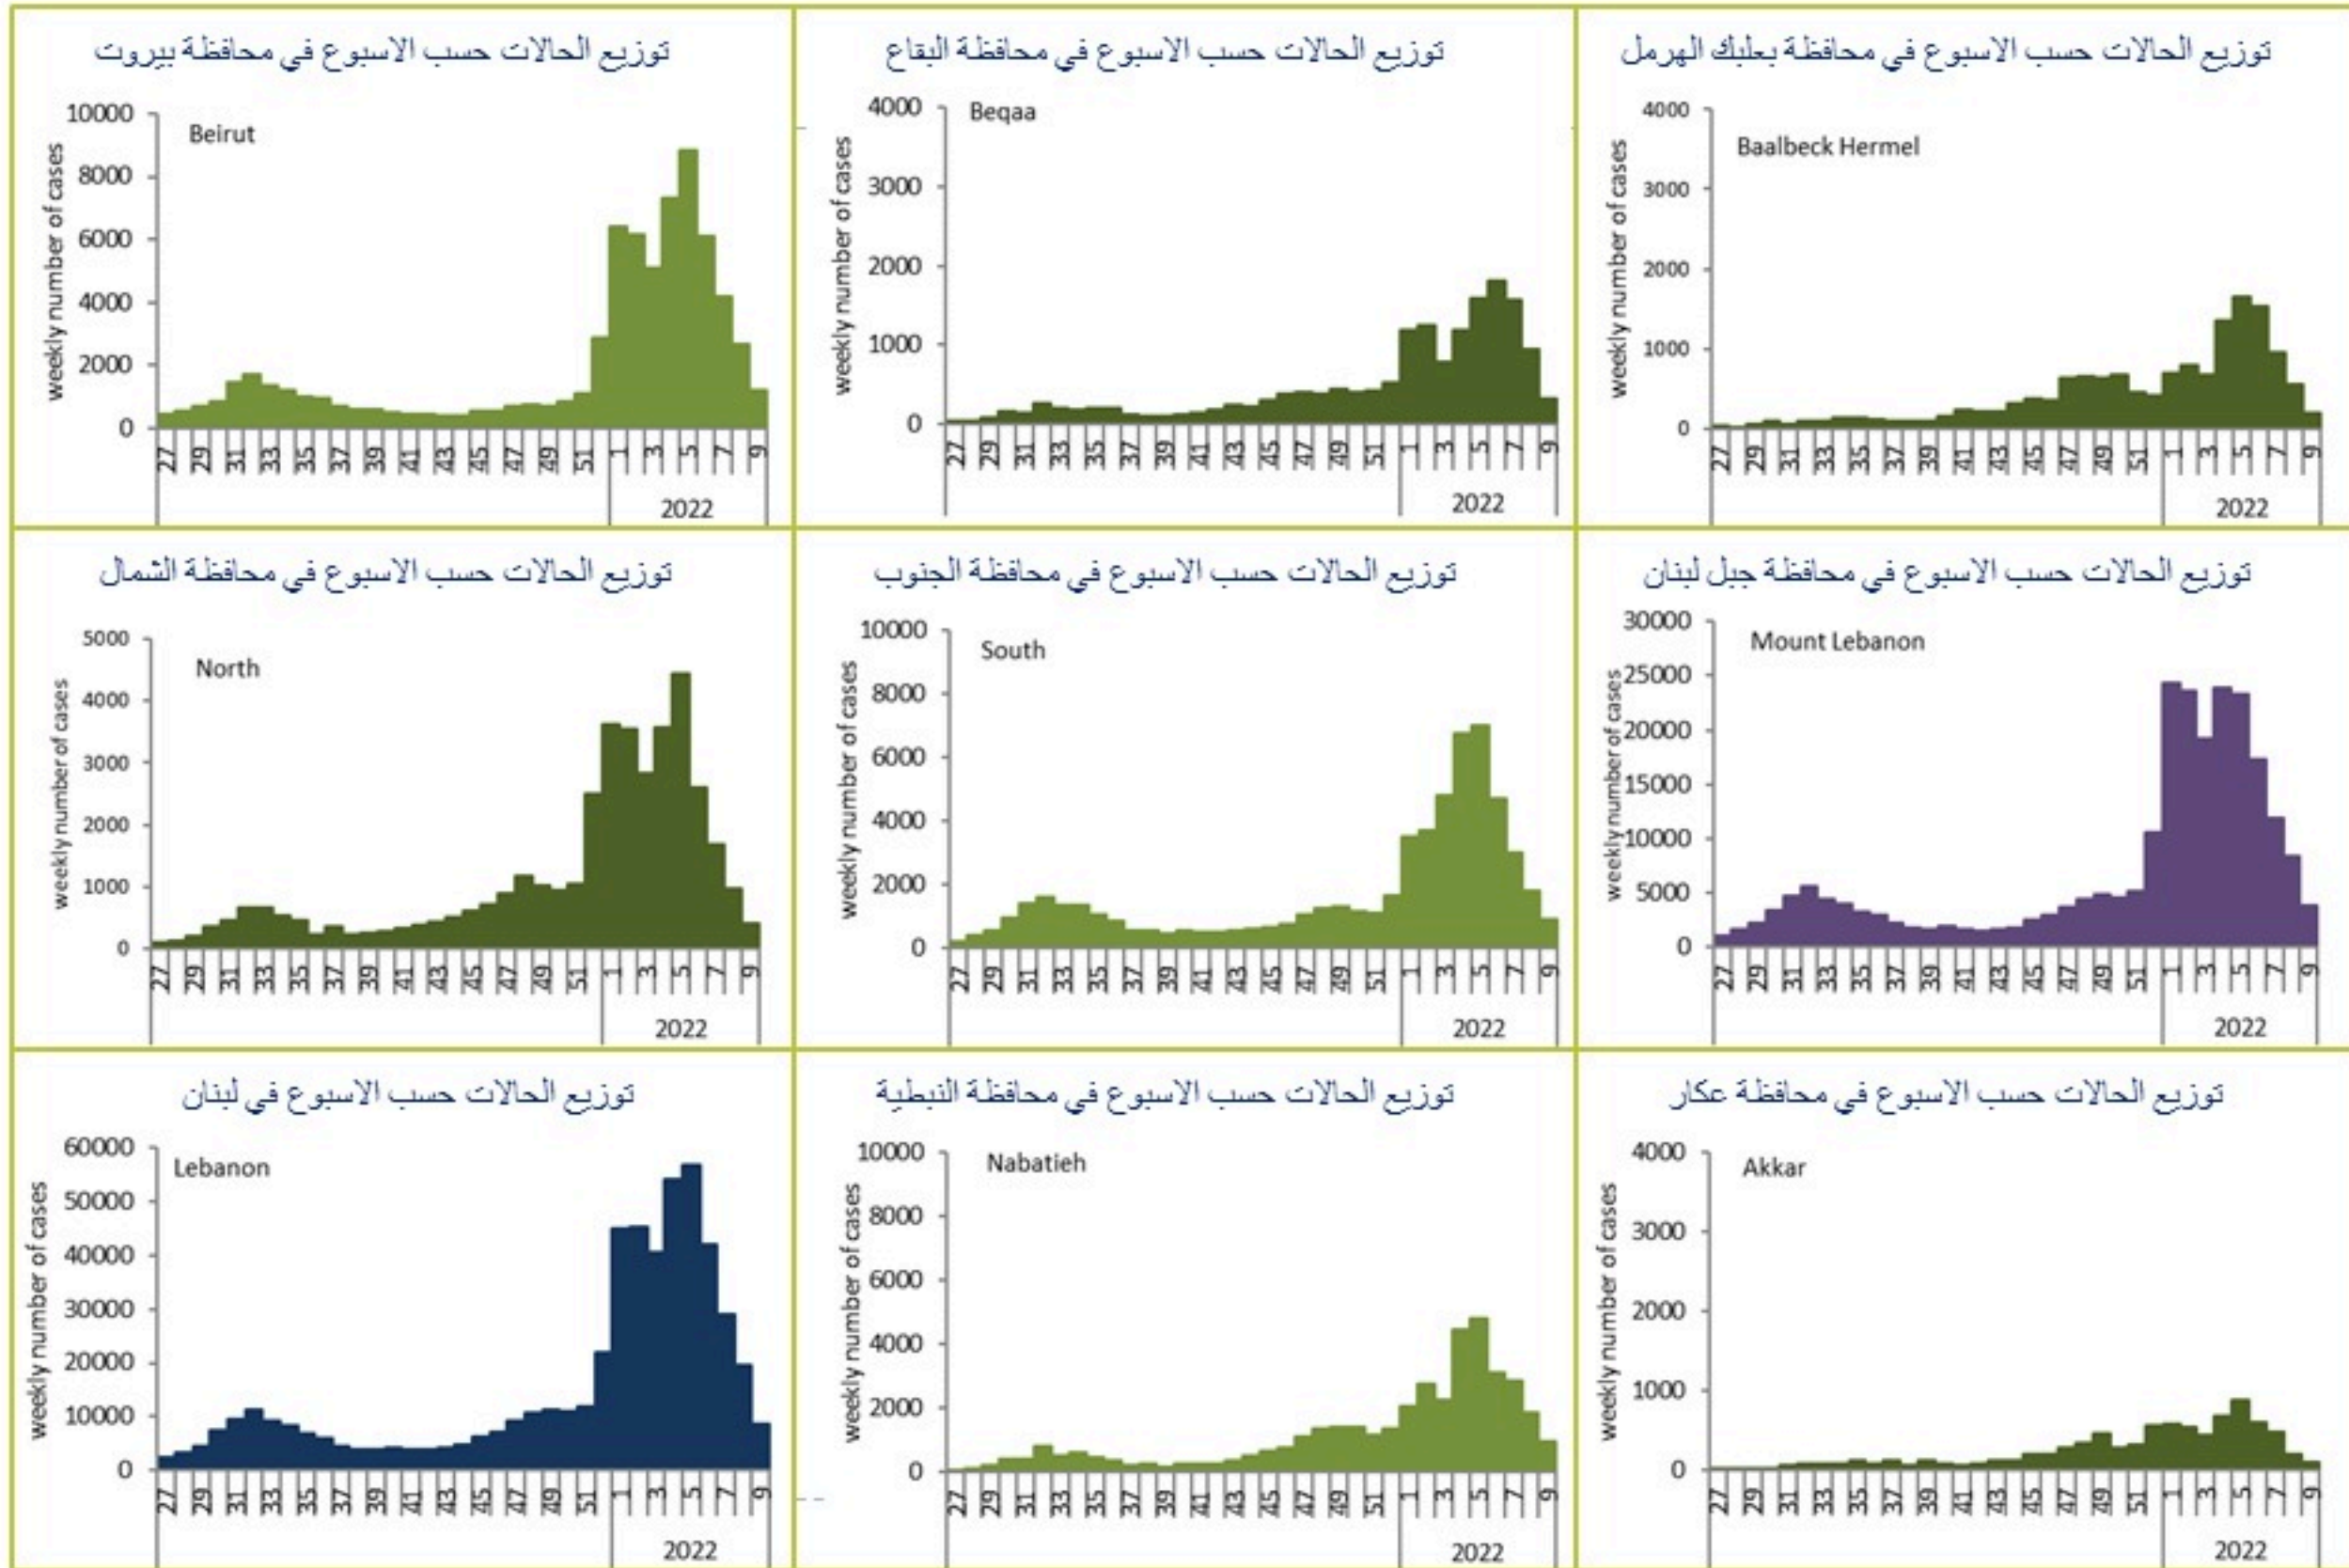 توزيع الحالات حسب الاسبوع في محافظة بيروت
Beirut
weekly number of cases
10000
8000
6000
4000
2000
0
27 29 31 33 35 37 39 41 43 45 47 49 51 1 3 5 7 9
2022
توزيع الحالات حسب الاسبوع في محافظة البقاع
Beqaa
weekly number of cases
4000
3000
2000
1000
0
27 29 31 33 35 37 39 41 43 45 47 49 51 1 3 5 7 9
2022
توزيع الحالات حسب الاسبوع في محافظة بعلبك الهرمل
Baalbeck Hermel
weekly number of cases
4000
3000
2000
1000
0
27 29 31 33 35 37 39 41 43 45 47 49 51 1 3 5 7 9
2022
توزيع الحالات حسب الاسبوع في محافظة الشمال
North
weekly number of cases
5000
4000
3000
2000
1000
0
27 29 31 33 35 37 39 41 43 45 47 49 51 1 3 5 7 9
2022
توزيع الحالات حسب الاسبوع في محافظة الجنوب
South
weekly number of cases
10000
8000
6000
4000
2000
0
27 29 31 33 35 37 39 41 43 45 47 49 51 1 3 5 7 9
2022
توزيع الحالات حسب الاسبوع في محافظة جبل لبنان
Mount Lebanon
weekly number of cases
30000
25000
20000
15000
10000
5000
0
27 29 31 33 35 37 39 41 43 45 47 49 51 1 3 5 7 9
2022
توزيع الحالات حسب الاسبوع في لبنان
Lebanon
weekly number of cases
60000
50000
40000
30000
20000
10000
0
27 29 31 33 35 37 39 41 43 45 47 49 51 1 3 5 7 9
2022
توزيع الحالات حسب الاسبوع في محافظة النبطية
Nabatieh
weekly number of cases
10000
8000
6000
4000
2000
0
27 29 31 33 35 37 39 41 43 45 47 49 51 1 3 5 7 9
2022
توزيع الحالات حسب الاسبوع في محافظة عكار
Akkar
weekly number of cases
4000
3000
2000
1000
0
27 29 31 33 35 37 39 41 43 45 47 49 51 1 3 5 7 9
2022